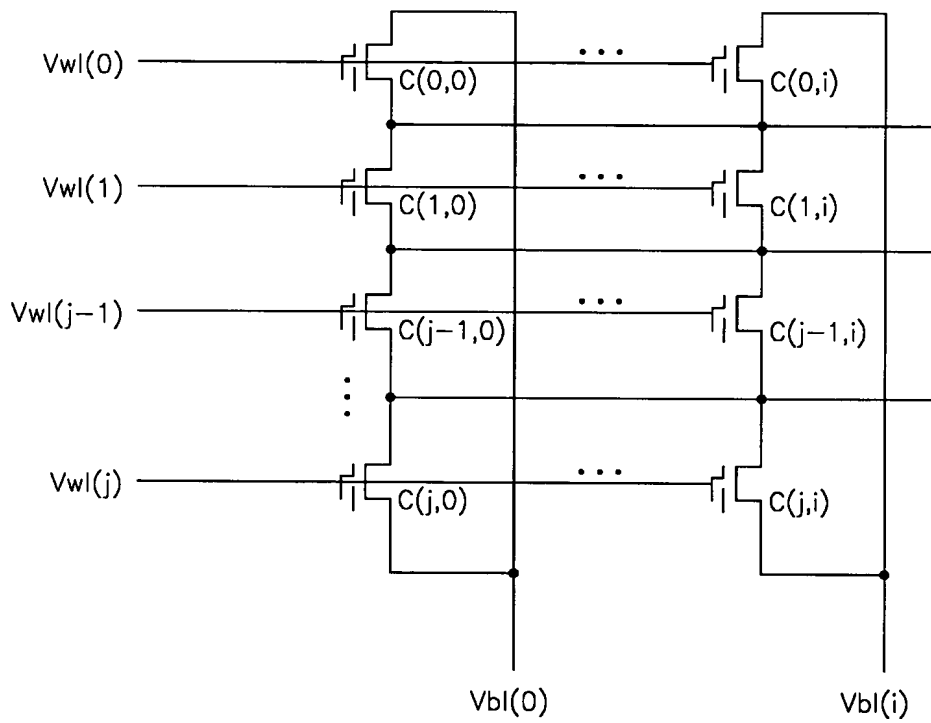 Vwl(0) C(0,0) ... C(0,i)
Vwl(1) C(1,0) ... C(1,i)
Vwl(j-1) C(j-1,0) ... C(j-1,i)
Vwl(j) C(j,0) ... C(j,i)
Vbl(0) Vbl(i)